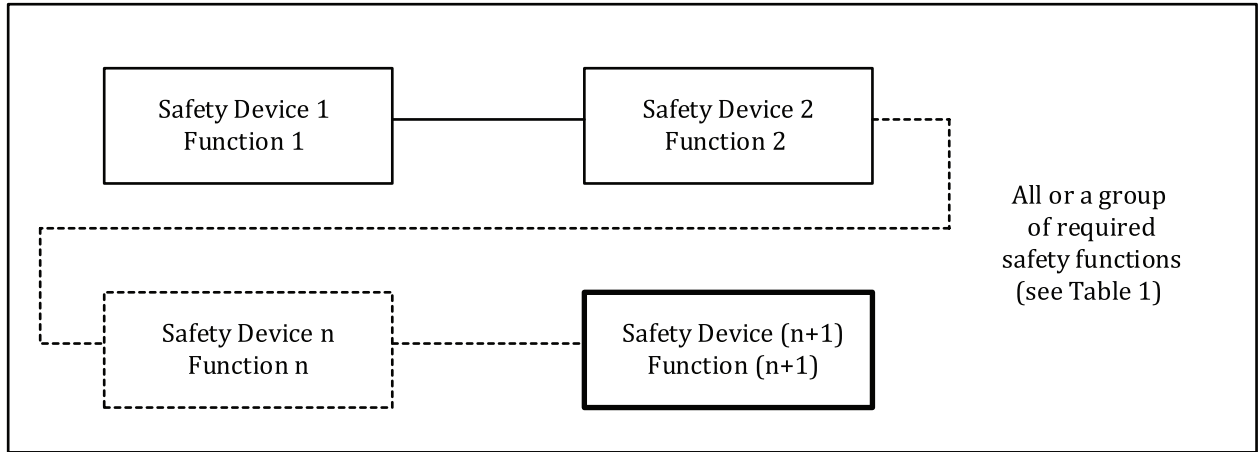 Safety Device 1
Function 1
Safety Device 2
Function 2
All or a group
of required
safety functions
(see Table 1)
Safety Device n
Function n
Safety Device (n+1)
Function (n+1)